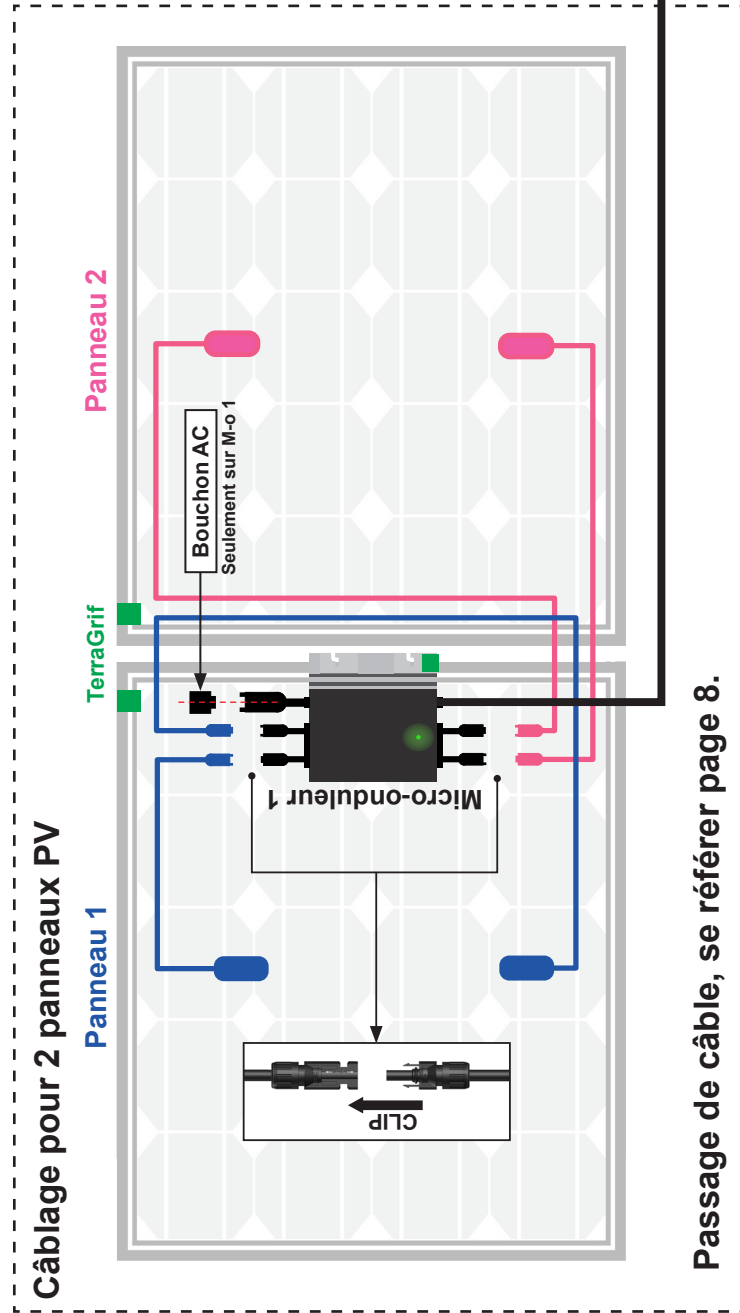 Câblage pour 2 panneaux PV
Panneau 1
Panneau 2
TerraGrif
Bouchon AC
Seulement sur M-o 1
Micro-onduleur 1
CLIP
Passage de câble, se référer page 8.